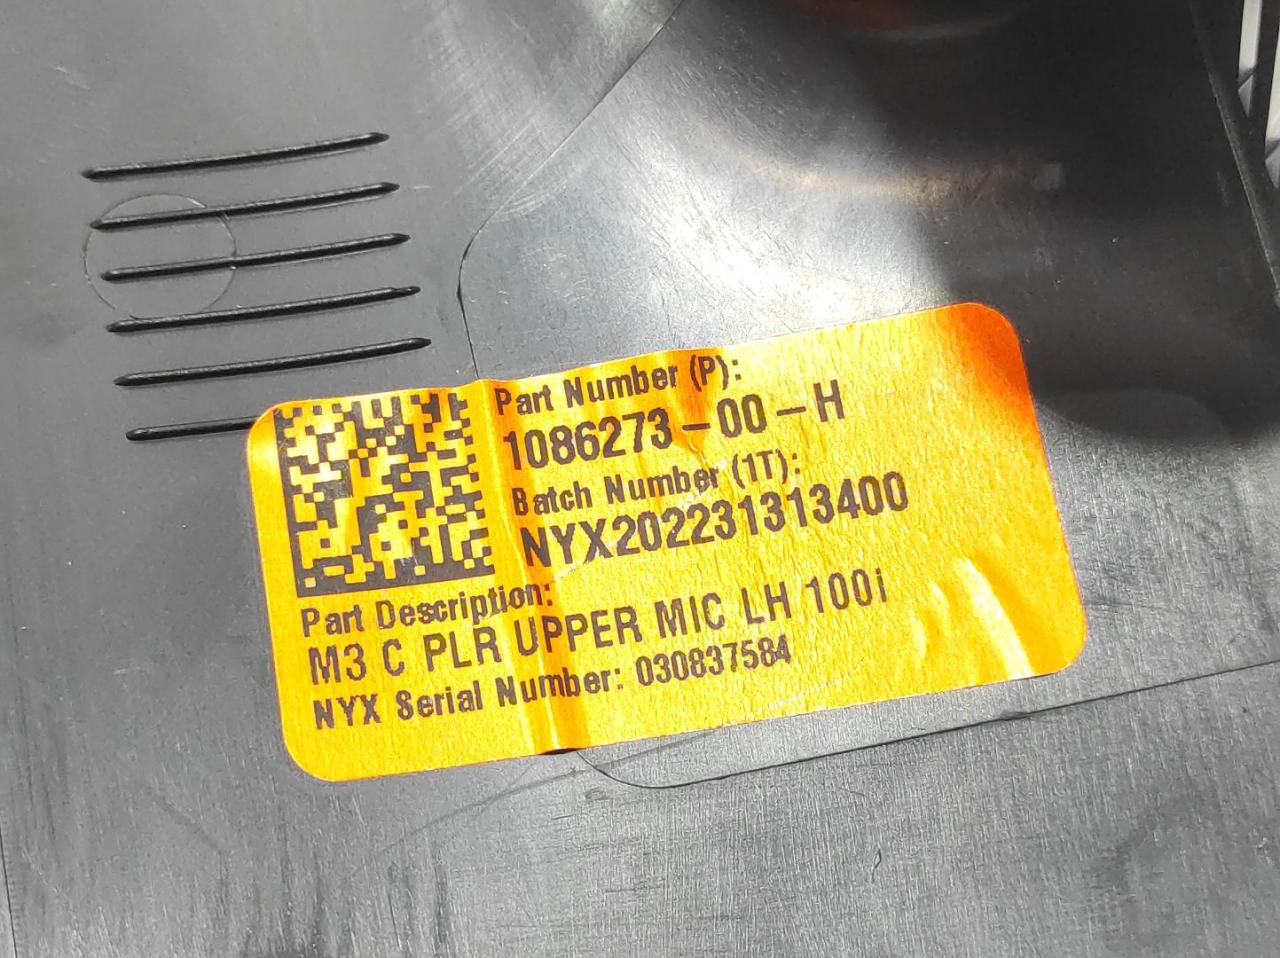 Part Number (P):
1086273-00-H
Batch Number (1T):
NYX202231313400
Part Description:
M3 C PLR UPPER MIC LH 100i
NYX Serial Number: 030837584